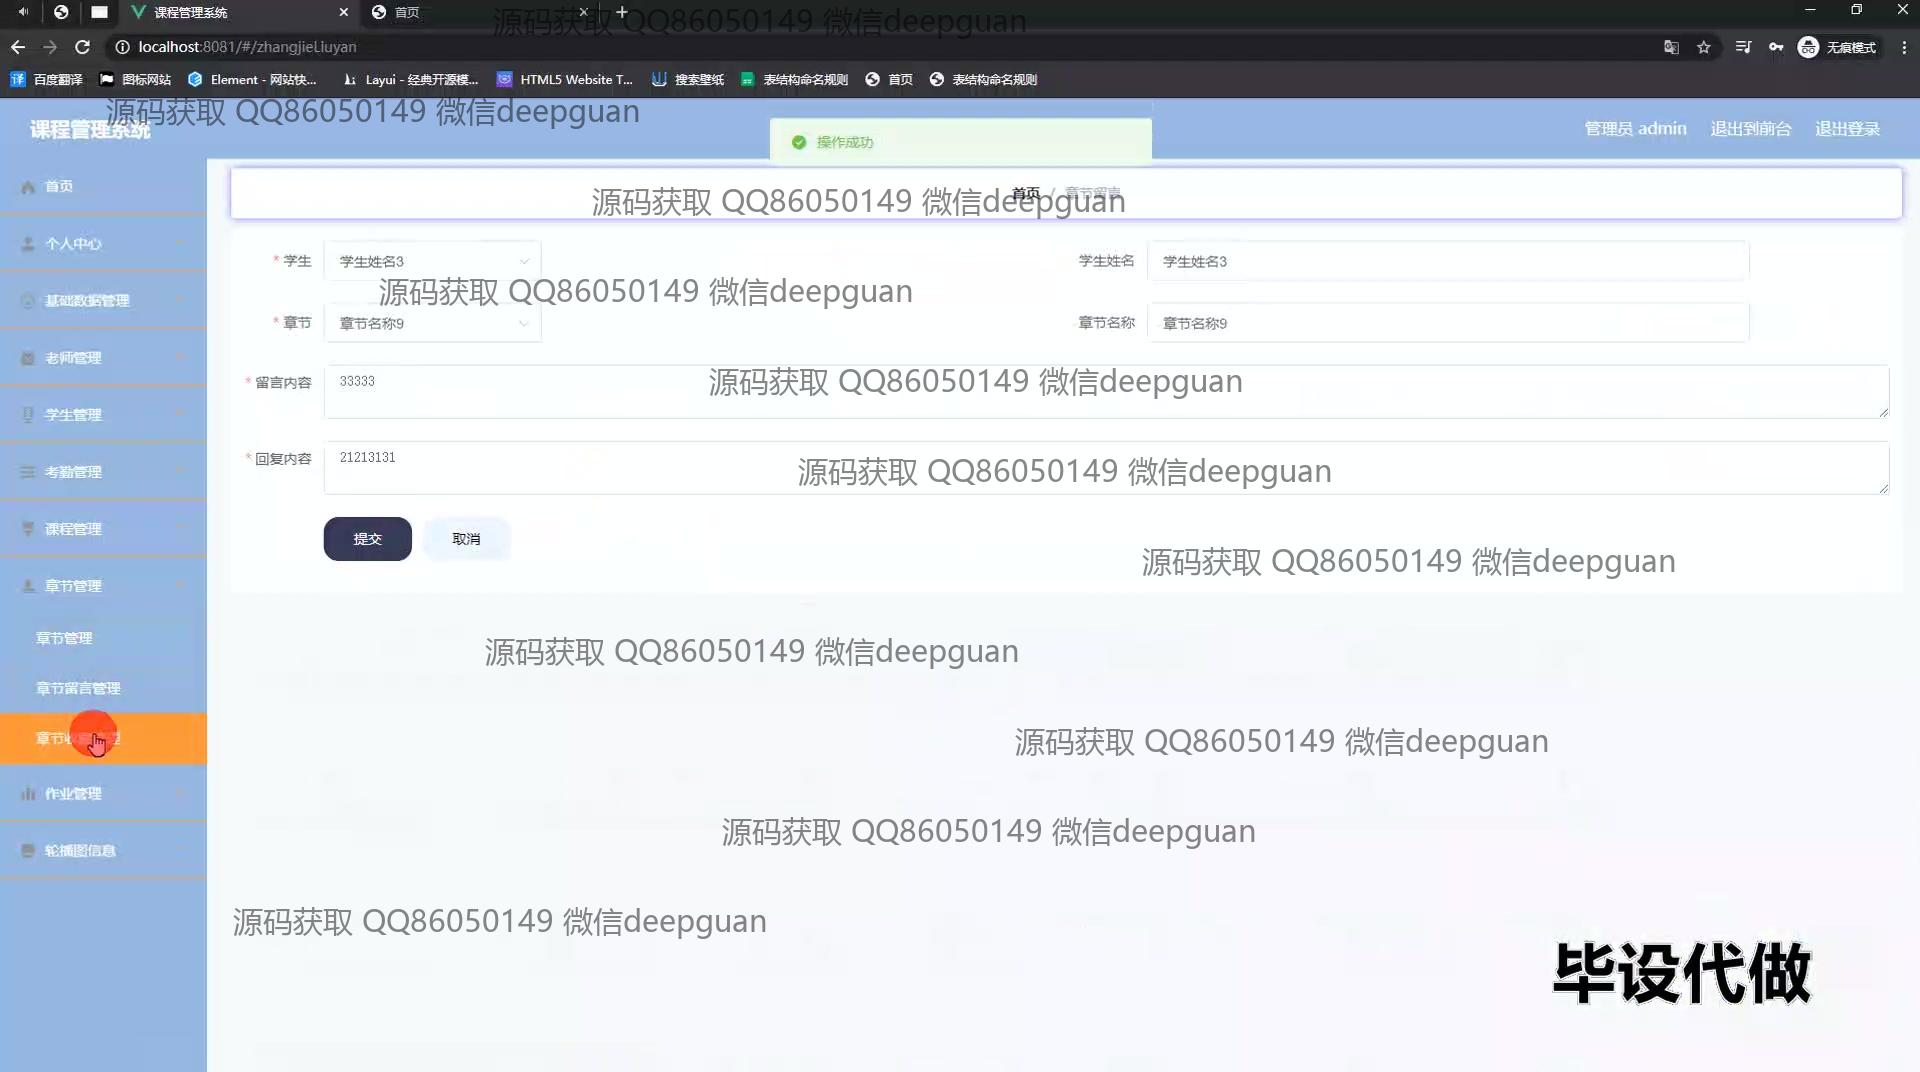 课程管理系统
首页
源码获取 QQ86050149 微信deepguan
localhost:8081/#/zhangjieLiuyan
无痕模式
百度翻译
图标网站
Element - 网站快...
Layui - 经典开源模...
HTML5 Website T...
搜索壁纸
表结构命名规则
首页
表结构命名规则
源码获取 QQ86050149 微信deepguan
课程管理系统
操作成功
管理员 admin
退出到前台
退出登录
首页
首页 / 章节留言
源码获取 QQ86050149 微信deepguan
个人中心
* 学生
学生姓名3
学生姓名
学生姓名3
源码获取 QQ86050149 微信deepguan
基础数据管理
* 章节
章节名称9
章节名称
章节名称9
老师管理
* 留言内容
33333
源码获取 QQ86050149 微信deepguan
学生管理
* 回复内容
21213131
源码获取 QQ86050149 微信deepguan
考勤管理
课程管理
提交
取消
源码获取 QQ86050149 微信deepguan
章节管理
章节管理
源码获取 QQ86050149 微信deepguan
章节留言管理
章节收藏管理
源码获取 QQ86050149 微信deepguan
作业管理
源码获取 QQ86050149 微信deepguan
轮播图信息
源码获取 QQ86050149 微信deepguan
毕设代做